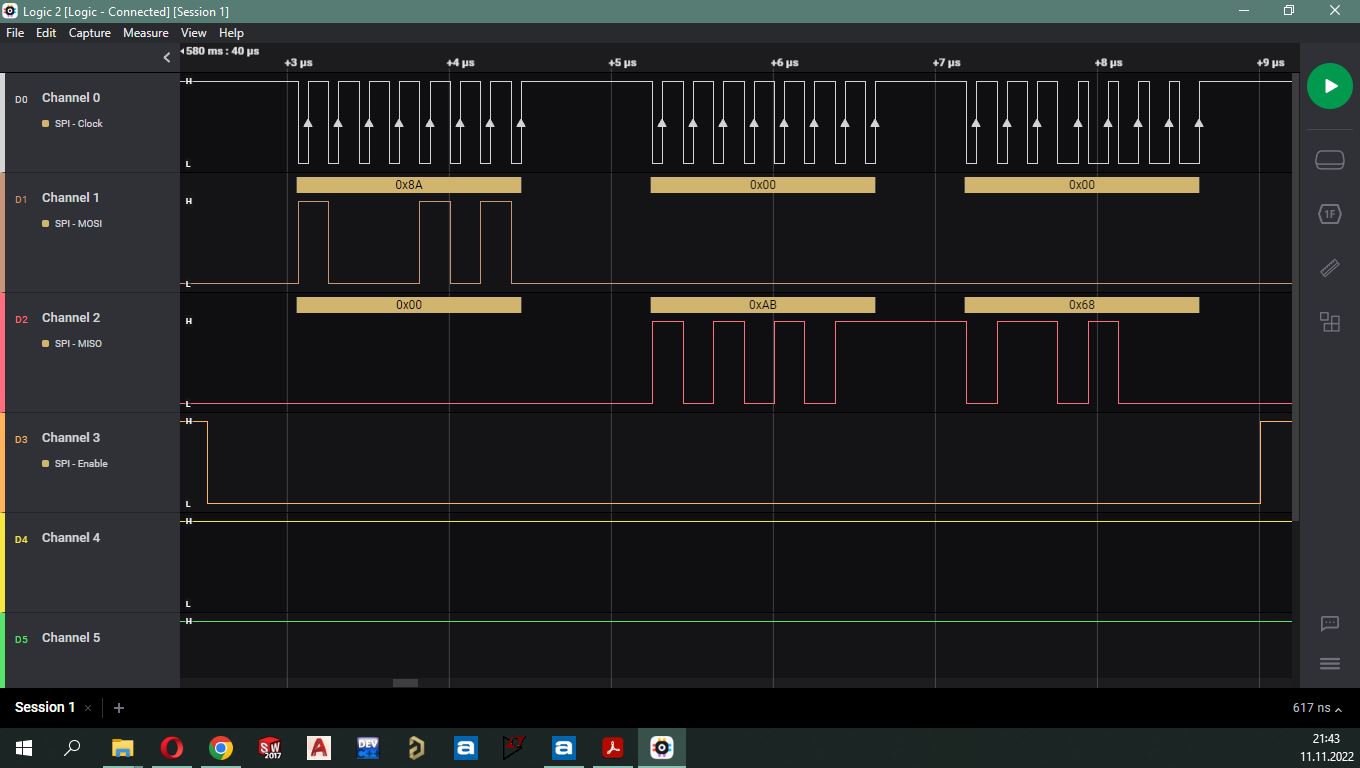 Logic 2 [Logic - Connected] [Session 1]
File Edit Capture Measure View Help
580 ms : 40 µs
+3 µs +4 µs +5 µs +6 µs +7 µs +8 µs +9 µs
D0 Channel 0
SPI - Clock
H
L
D1 Channel 1
SPI - MOSI
0x8A 0x00 0x00
H
L
D2 Channel 2
SPI - MISO
0x00 0xAB 0x68
H
L
D3 Channel 3
SPI - Enable
H
L
D4 Channel 4
H
L
D5 Channel 5
H
1F
Session 1 × +
617 ns
SW 2017
A
DEV
a
a
21:43
11.11.2022